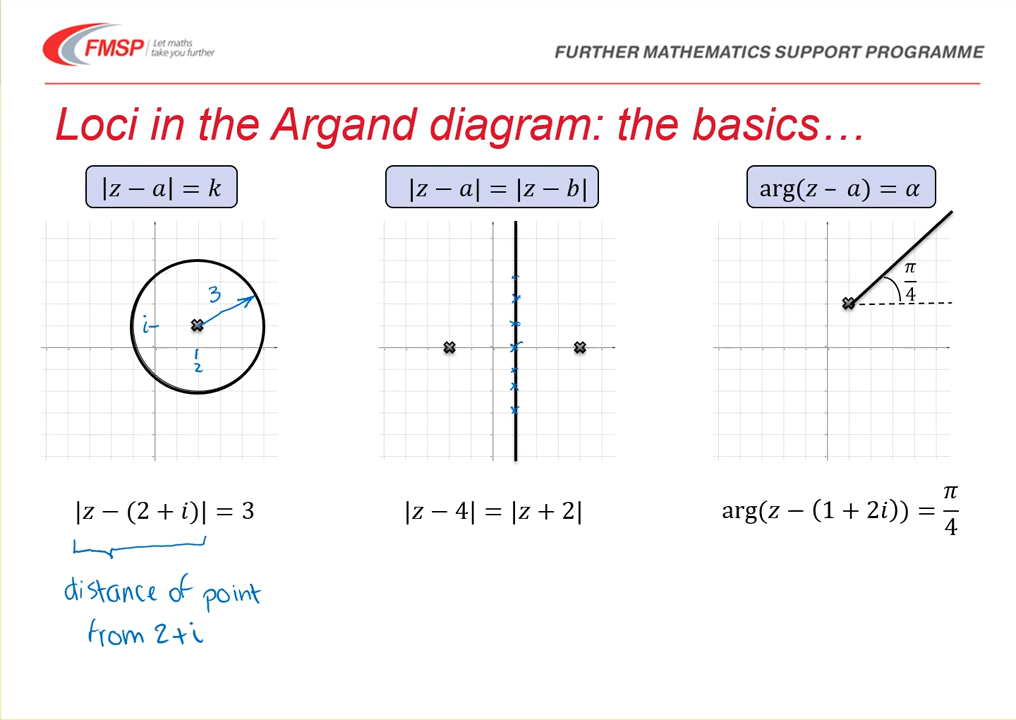 FMSP
Let maths
take you further
FURTHER MATHEMATICS SUPPORT PROGRAMME
Loci in the Argand diagram: the basics…
|z − a| = k
|z − a| = |z − b|
arg(z – a) = α
3
i
2
π/4
|z − (2 + i)| = 3
|z − 4| = |z + 2|
arg(z − (1 + 2i)) = π/4
distance of point
from 2+i